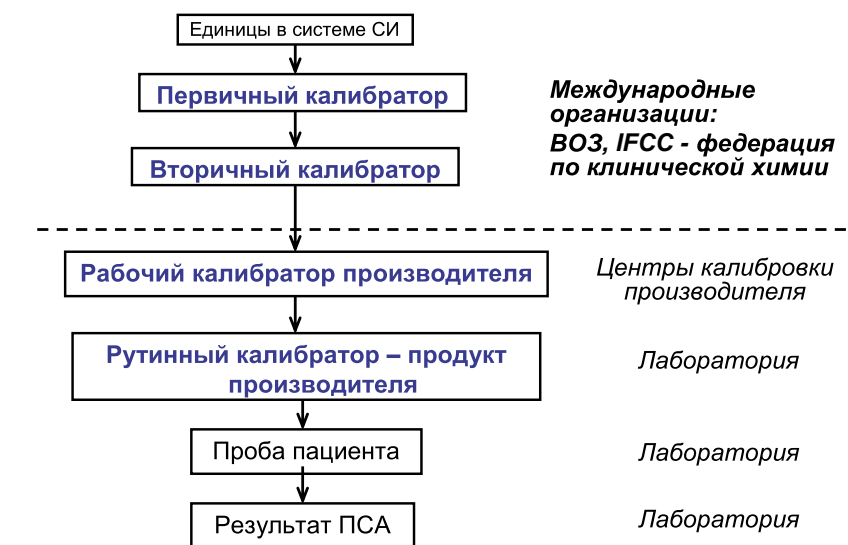 Единицы в системе СИ
Первичный калибратор
Международные
организации:
ВОЗ, IFCC - федерация
по клинической химии
Вторичный калибратор
Рабочий калибратор производителя
Центры калибровки
производителя
Рутинный калибратор – продукт
производителя
Лаборатория
Проба пациента
Лаборатория
Результат ПСА
Лаборатория